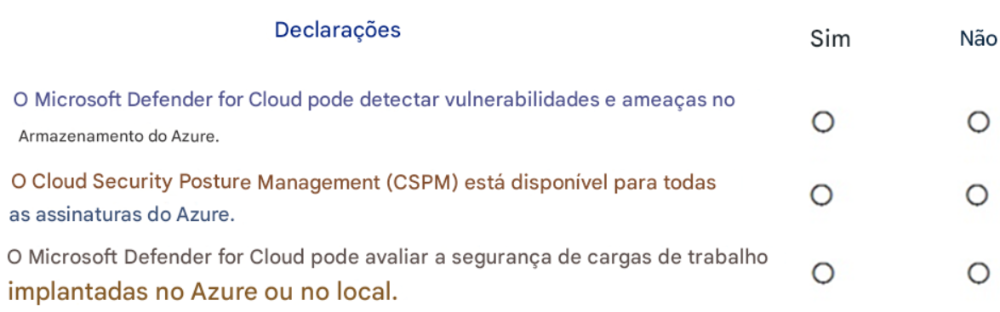 Declarações
Sim
Não
O Microsoft Defender for Cloud pode detectar vulnerabilidades e ameaças no
Armazenamento do Azure.
O Cloud Security Posture Management (CSPM) está disponível para todas
as assinaturas do Azure.
O Microsoft Defender for Cloud pode avaliar a segurança de cargas de trabalho
implantadas no Azure ou no local.